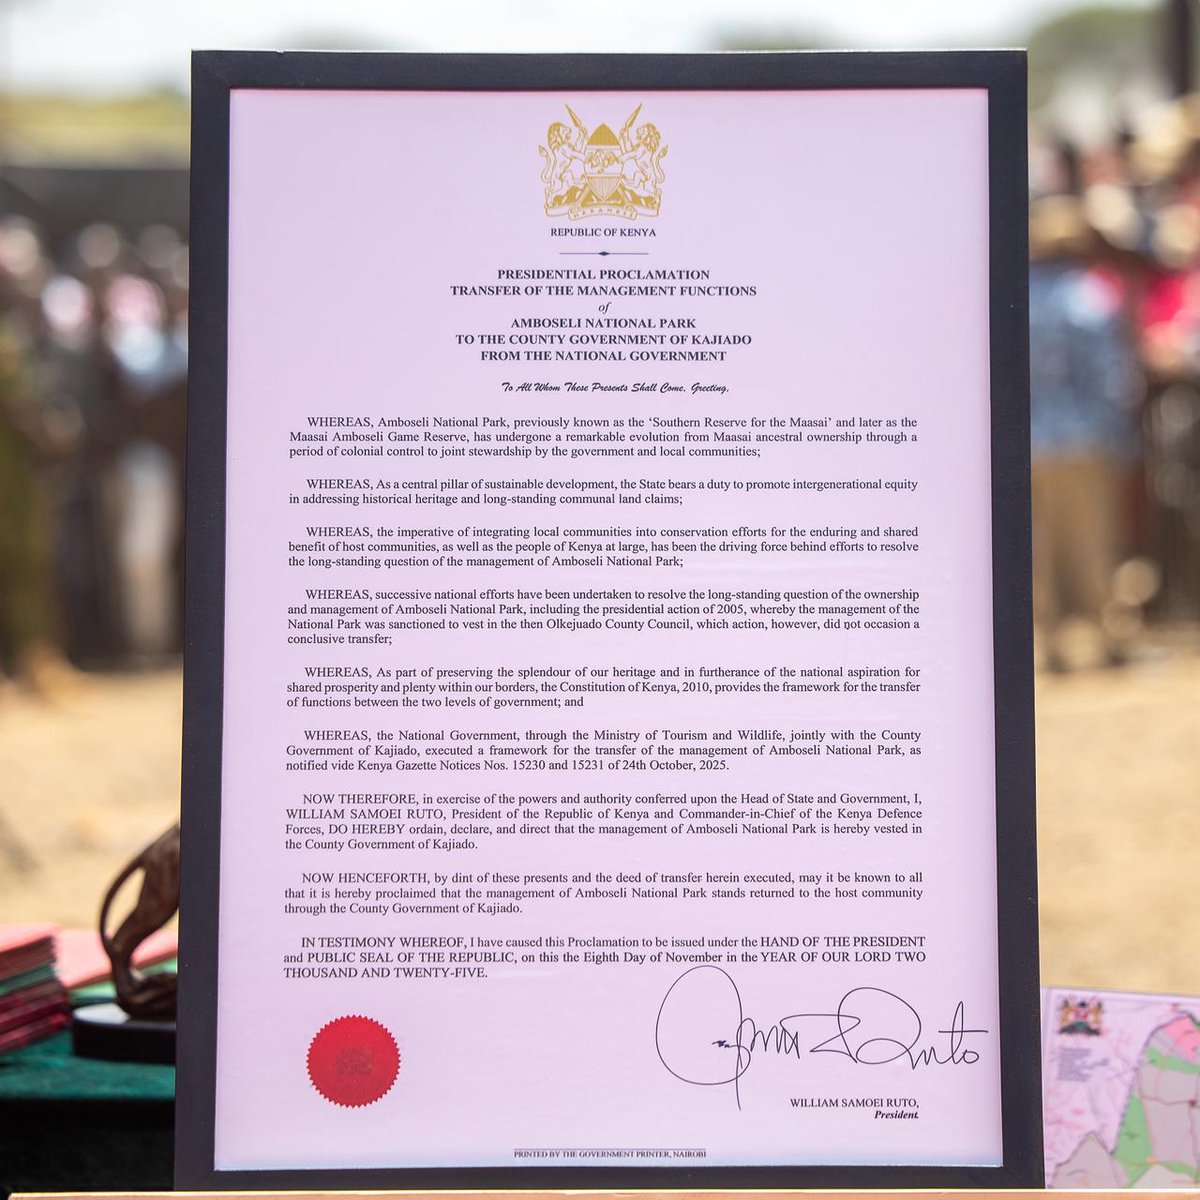 HARAMBEE
REPUBLIC OF KENYA
PRESIDENTIAL PROCLAMATION
TRANSFER OF THE MANAGEMENT FUNCTIONS
of
AMBOSELI NATIONAL PARK
TO THE COUNTY GOVERNMENT OF KAJIADO
FROM THE NATIONAL GOVERNMENT
To All Whom These Presents Shall Come, Greeting.
WHEREAS, Amboseli National Park, previously known as the ‘Southern Reserve for the Maasai’ and later as the
Maasai Amboseli Game Reserve, has undergone a remarkable evolution from Maasai ancestral ownership through a
period of colonial control to joint stewardship by the government and local communities;
WHEREAS, As a central pillar of sustainable development, the State bears a duty to promote intergenerational equity
in addressing historical heritage and long-standing communal land claims;
WHEREAS, the imperative of integrating local communities into conservation efforts for the enduring and shared
benefit of host communities, as well as the people of Kenya at large, has been the driving force behind efforts to resolve
the long-standing question of the management of Amboseli National Park;
WHEREAS, successive national efforts have been undertaken to resolve the long-standing question of the ownership
and management of Amboseli National Park, including the presidential action of 2005, whereby the management of the
National Park was sanctioned to vest in the then Olkejuado County Council, which action, however, did not occasion a
conclusive transfer;
WHEREAS, As part of preserving the splendour of our heritage and in furtherance of the national aspiration for
shared prosperity and plenty within our borders, the Constitution of Kenya, 2010, provides the framework for the transfer
of functions between the two levels of government; and
WHEREAS, the National Government, through the Ministry of Tourism and Wildlife, jointly with the County
Government of Kajiado, executed a framework for the transfer of the management of Amboseli National Park, as
notified vide Kenya Gazette Notices Nos. 15230 and 15231 of 24th October, 2025.
NOW THEREFORE, in exercise of the powers and authority conferred upon the Head of State and Government, I,
WILLIAM SAMOEI RUTO, President of the Republic of Kenya and Commander-in-Chief of the Kenya Defence
Forces, DO HEREBY ordain, declare, and direct that the management of Amboseli National Park is hereby vested in
the County Government of Kajiado.
NOW HENCEFORTH, by dint of these presents and the deed of transfer herein executed, may it be known to all
that it is hereby proclaimed that the management of Amboseli National Park stands returned to the host community
through the County Government of Kajiado.
IN TESTIMONY WHEREOF, I have caused this Proclamation to be issued under the HAND OF THE PRESIDENT
and PUBLIC SEAL OF THE REPUBLIC, on this the Eighth Day of November in the YEAR OF OUR LORD TWO
THOUSAND AND TWENTY-FIVE.
WILLIAM SAMOEI RUTO,
President.
PRINTED BY THE GOVERNMENT PRINTER, NAIROBI